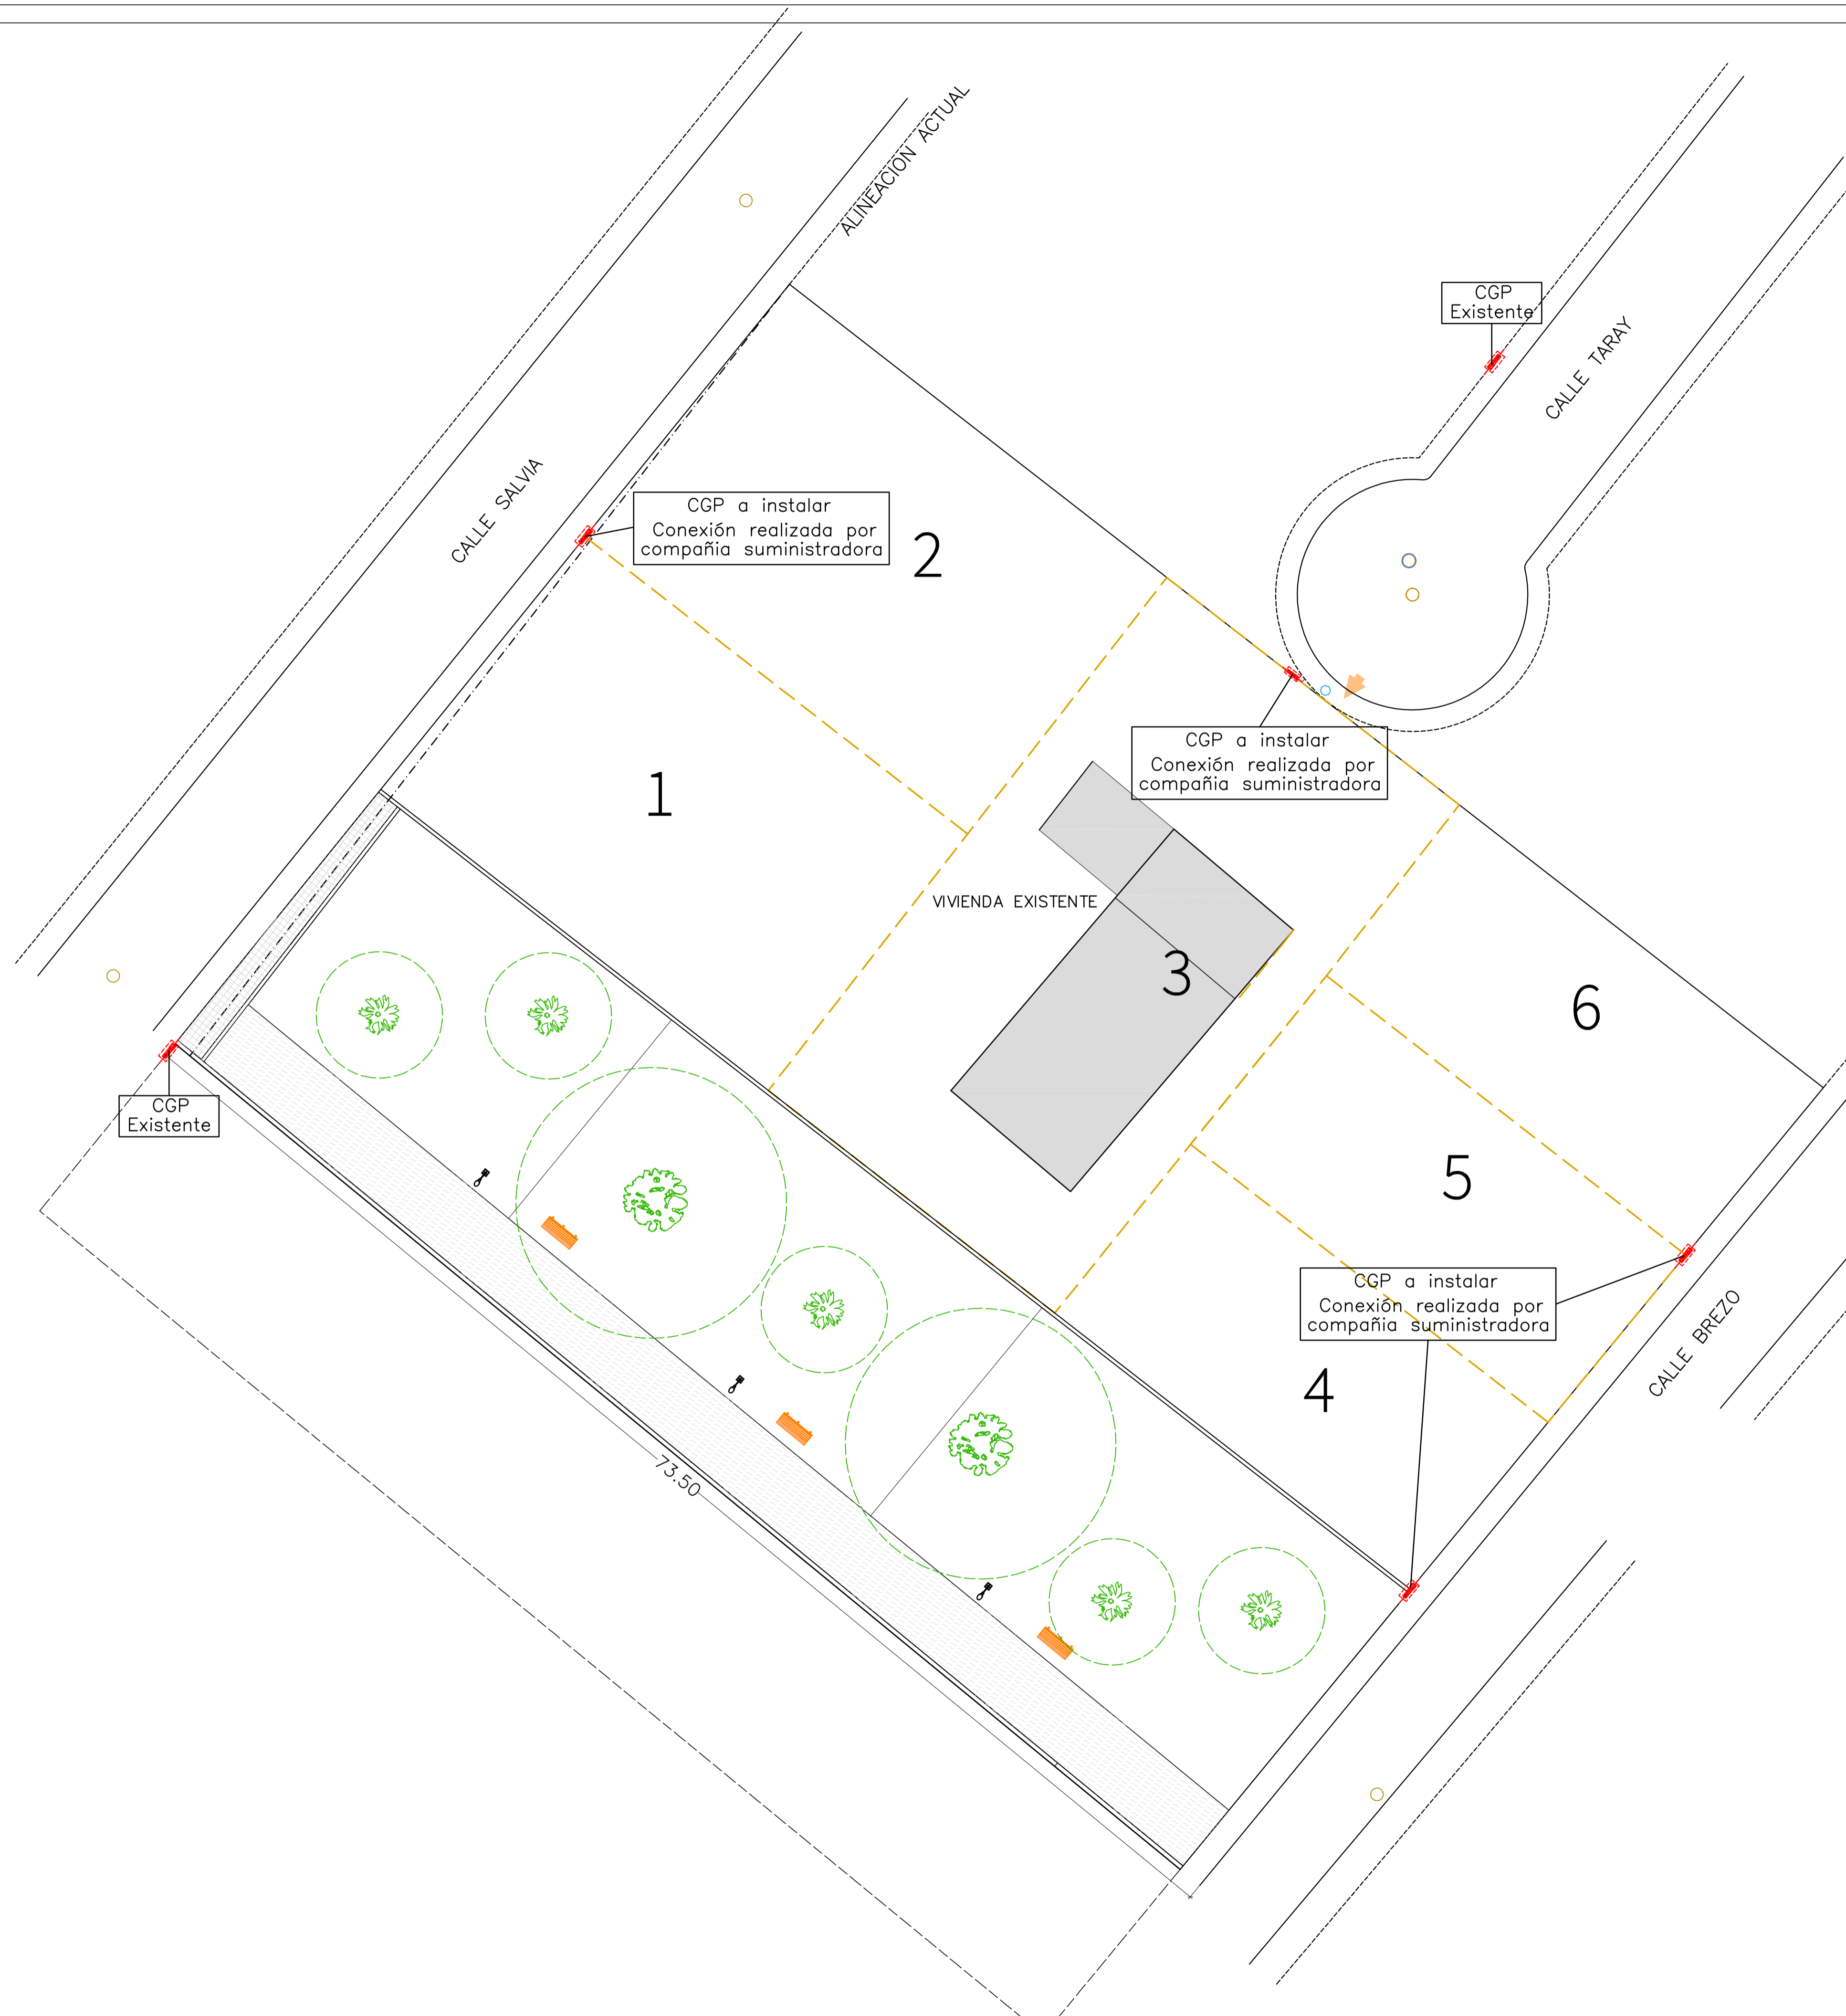 ALINEACION ACTUAL
CGP
Existente
CALLE TARAY
CALLE SALVIA
CGP a instalar
Conexión realizada por
compañia suministradora
2
CGP a instalar
Conexión realizada por
compañia suministradora
1
VIVIENDA EXISTENTE
3
6
CGP
Existente
5
CGP a instalar
Conexión realizada por
compañia suministradora
CALLE BREZO
4
73.50